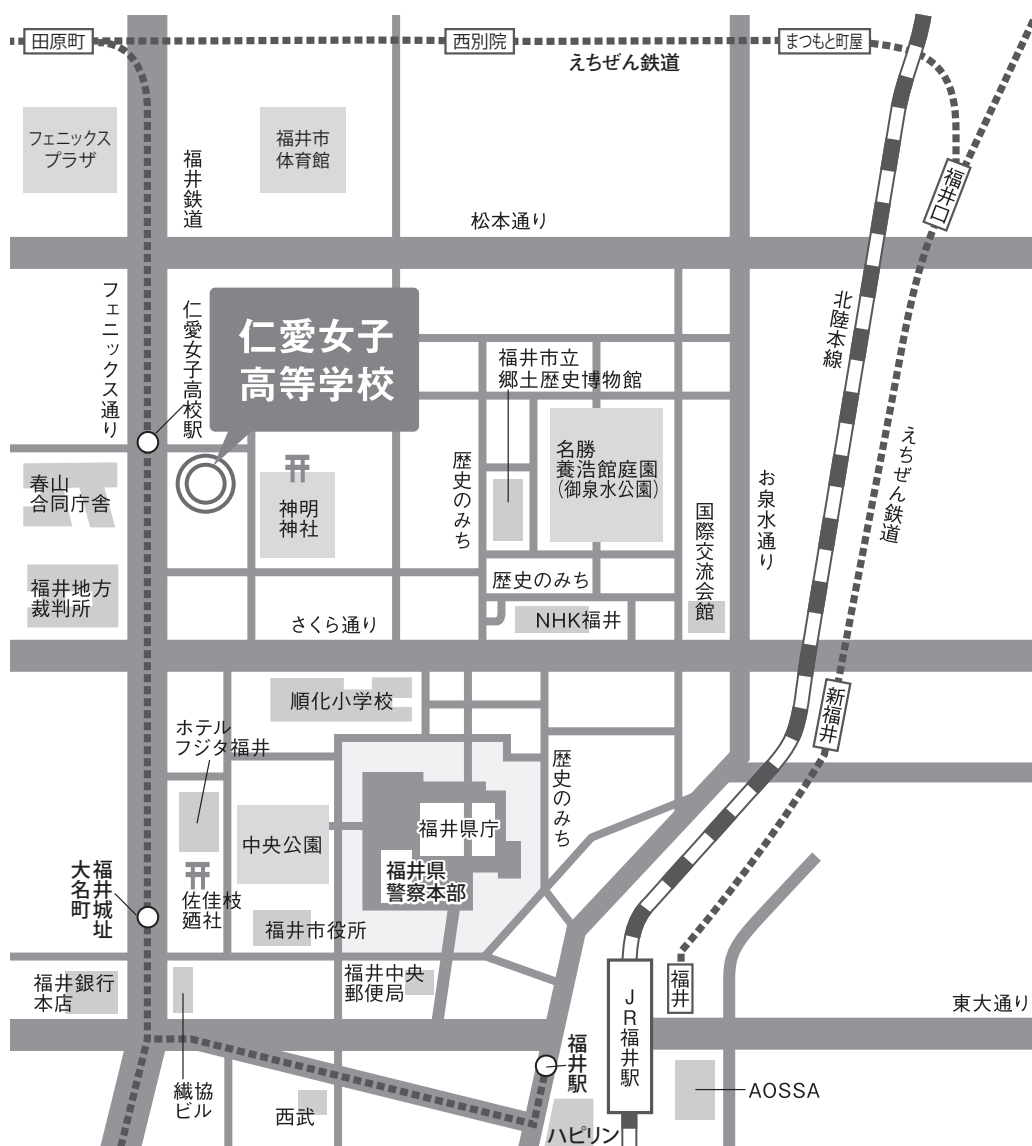 田原町
西別院
まつもと町屋
えちぜん鉄道
フェニックス
プラザ
福井市
体育館
福井鉄道
福井口
松本通り
フェニックス通り
仁愛女子高校駅
仁愛女子
高等学校
北陸本線
福井市立
郷土歴史博物館
えちぜん鉄道
春山
合同庁舎
神明
神社
歴史のみち
名勝
養浩館庭園
(御泉水公園)
国際交流会館
お泉水通り
福井地方
裁判所
歴史のみち
さくら通り
NHK福井
順化小学校
新福井
ホテル
フジタ福井
歴史のみち
中央公園
福井県庁
福井県
警察本部
福井城址
大名町
佐佳枝
廼社
福井市役所
福井銀行
本店
福井中央
郵便局
福井
JR福井駅
東大通り
繊協
ビル
西武
福井駅
ハピリン
AOSSA